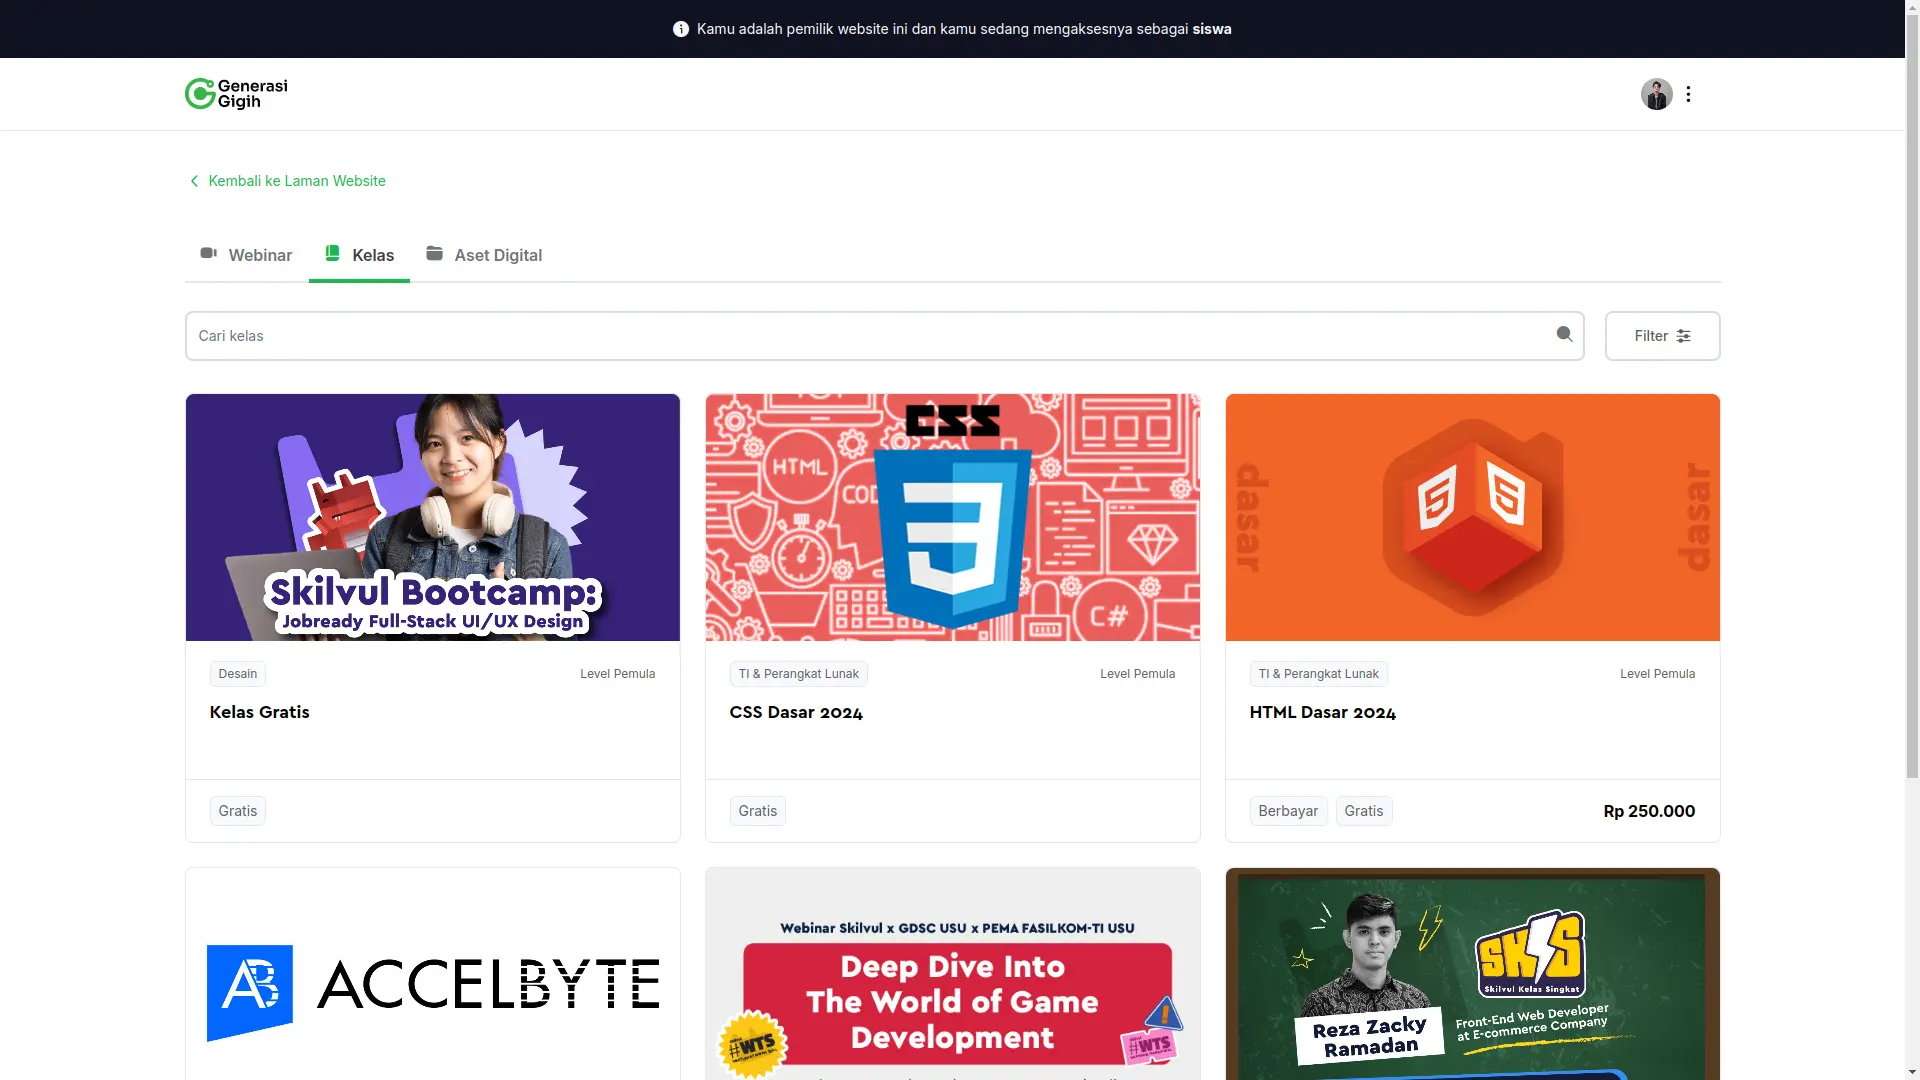 Kamu adalah pemilik website ini dan kamu sedang mengaksesnya sebagai siswa
Generasi
Gigih
Kembali ke Laman Website
Webinar
Kelas
Aset Digital
Cari kelas
Filter
Skilvul Bootcamp:
Jobready Full-Stack UI/UX Design
Desain
Level Pemula
Kelas Gratis
Gratis
CSS
HTML
COD
C#
TI & Perangkat Lunak
Level Pemula
CSS Dasar 2024
Gratis
dasar
dasar
TI & Perangkat Lunak
Level Pemula
HTML Dasar 2024
Berbayar
Gratis
Rp 250.000
AB
ACCELBYTE
Webinar Skilvul x GDSC USU x PEMA FASILKOM-TI USU
Deep Dive Into
The World of Game
Development
#WTS
#WTS
SKS
Skilvul Kelas Singkat
Reza Zacky
Ramadan
Front-End Web Developer
at E-commerce Company